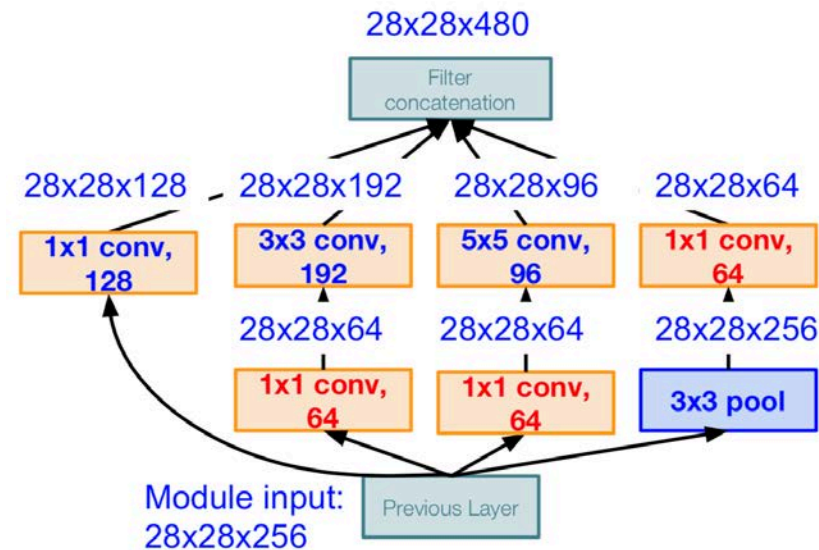 28x28x480
Filter
concatenation
28x28x128
28x28x192
28x28x96
28x28x64
1x1 conv,
128
3x3 conv,
192
5x5 conv,
96
1x1 conv,
64
28x28x64
28x28x64
28x28x256
1x1 conv,
64
1x1 conv,
64
3x3 pool
Module input:
28x28x256
Previous Layer